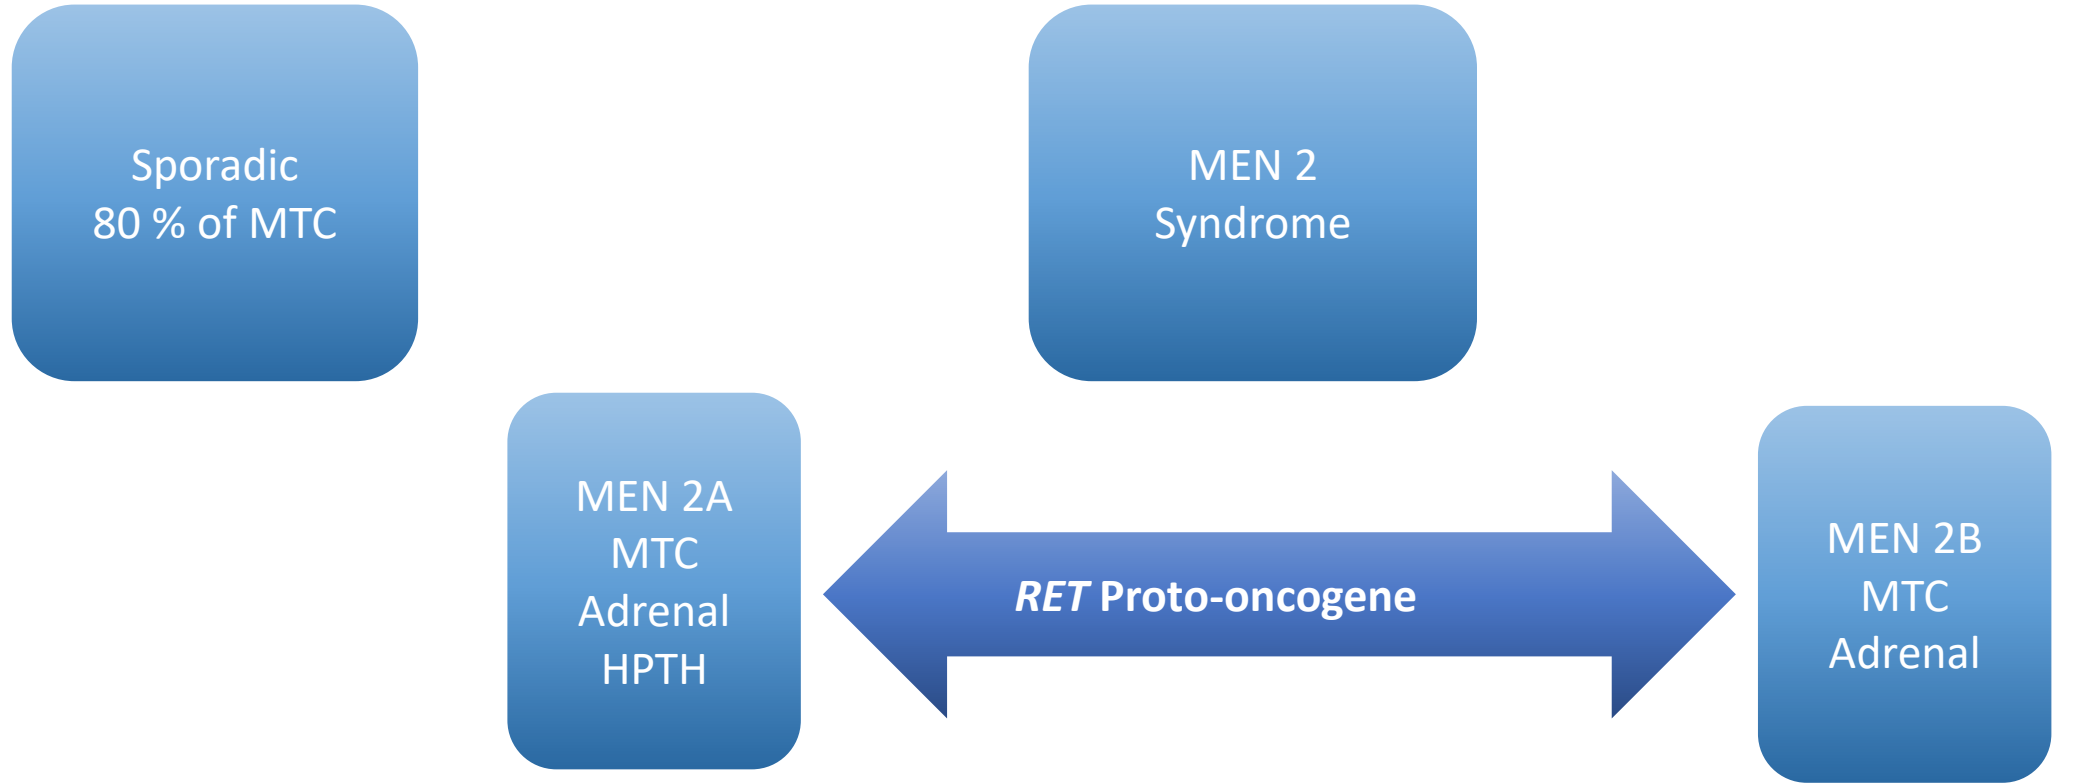 Sporadic
80 % of MTC
MEN 2
Syndrome
MEN 2A
MTC
Adrenal
HPTH
RET Proto-oncogene
MEN 2B
MTC
Adrenal